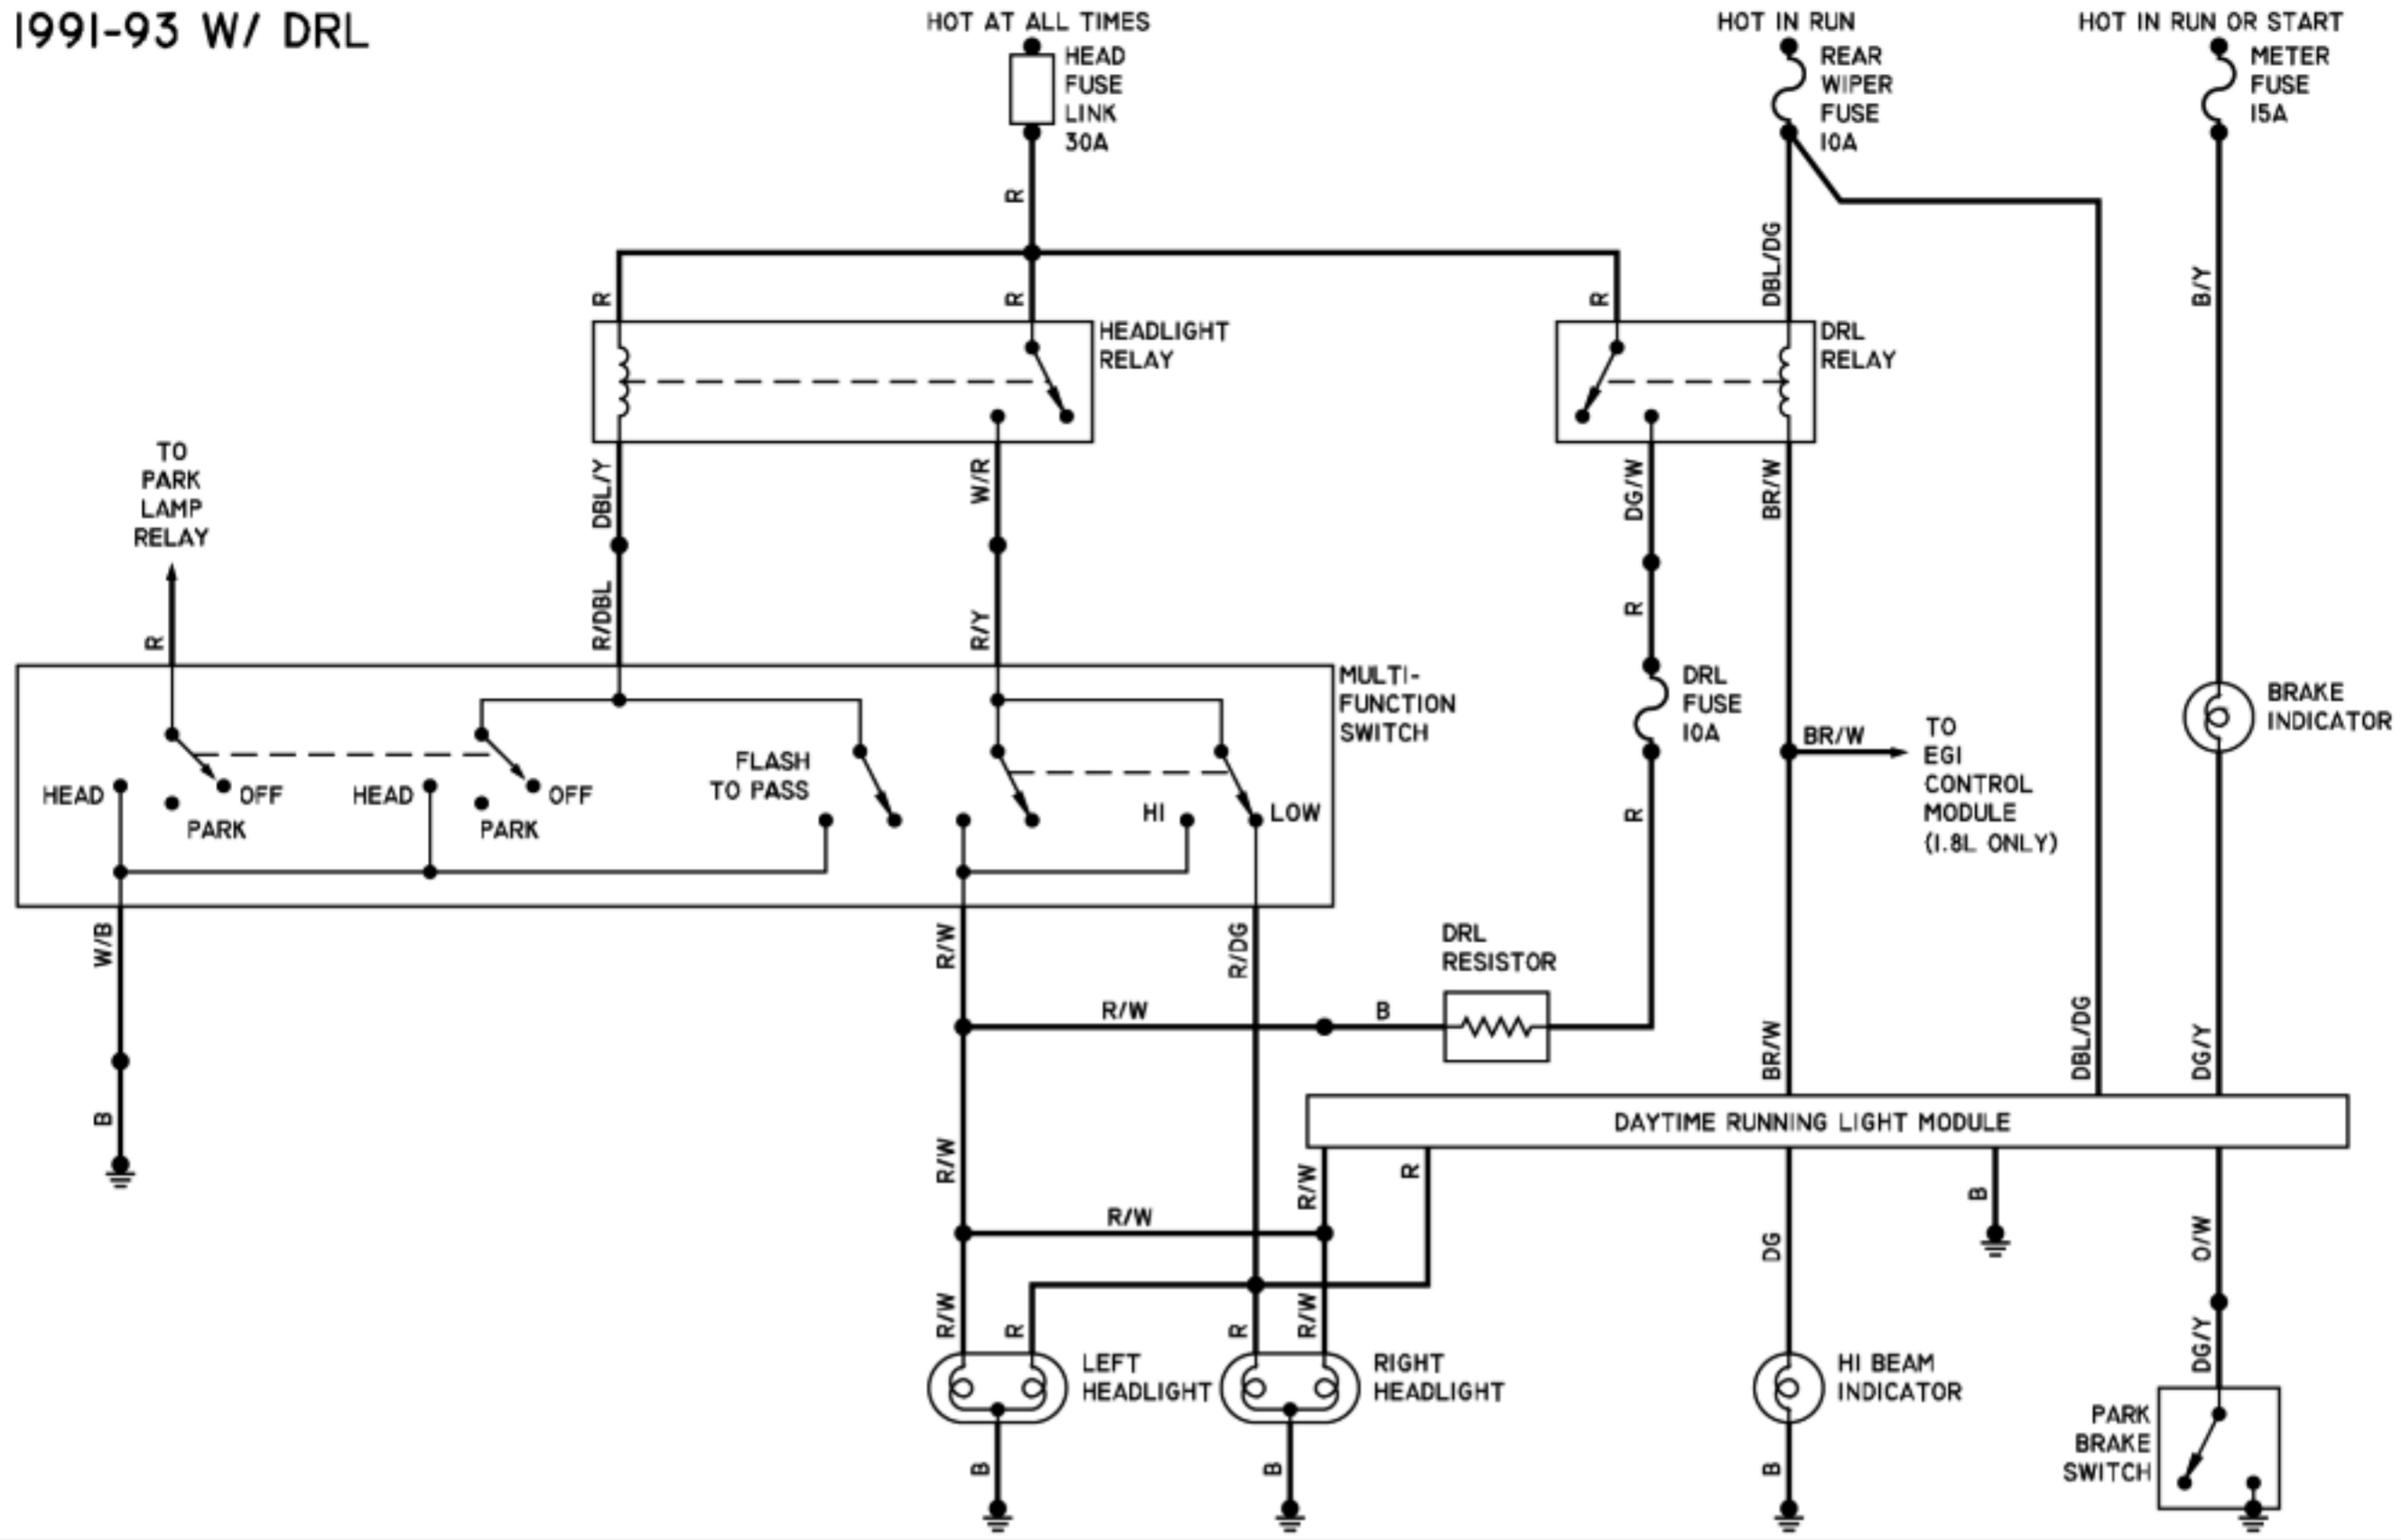 1991-93 W/ DRL
HOT AT ALL TIMES
HOT IN RUN
HOT IN RUN OR START
HEAD
FUSE
LINK
30A
REAR
WIPER
FUSE
10A
METER
FUSE
15A
R
DBL/DG
B/Y
R
R
R
HEADLIGHT
RELAY
DRL
RELAY
TO
PARK
LAMP
RELAY
DBL/Y
W/R
DG/W
BR/W
R
R/DBL
R/Y
R
MULTI-
FUNCTION
SWITCH
DRL
FUSE
10A
BRAKE
INDICATOR
BR/W
TO
EGI
CONTROL
MODULE
(1.8L ONLY)
HEAD
OFF
PARK
HEAD
OFF
PARK
FLASH
TO PASS
HI
LOW
R
W/B
R/W
R/DG
DRL
RESISTOR
R/W
B
BR/W
DBL/DG
DG/Y
B
DAYTIME RUNNING LIGHT MODULE
R/W
R/W
R
B
R/W
DG
O/W
R/W
R
R
R/W
DG/Y
LEFT
HEADLIGHT
RIGHT
HEADLIGHT
HI BEAM
INDICATOR
PARK
BRAKE
SWITCH
B
B
B